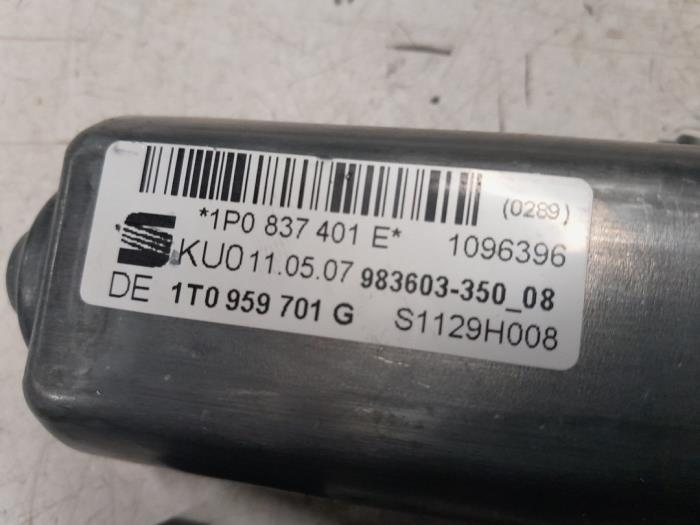 (0289)
*1P0 837 401 E* 1096396
KU0 11.05.07 983603-350_08
DE 1T0 959 701 G S1129H008